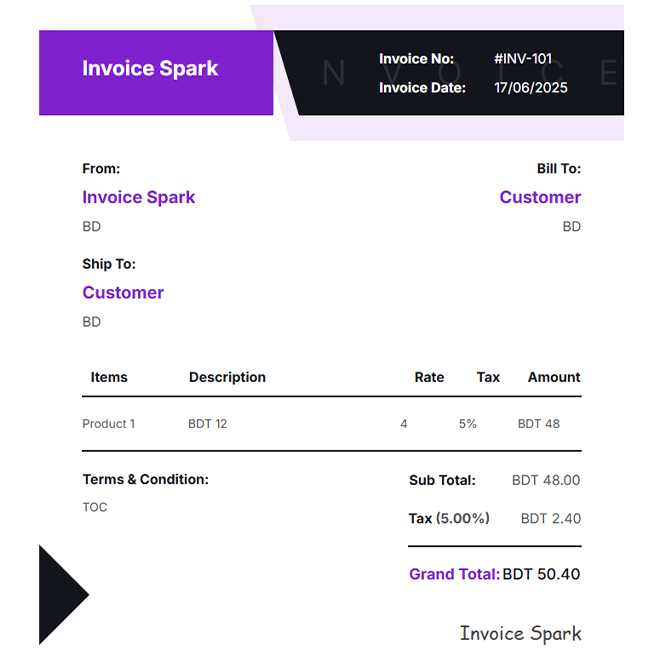 Invoice Spark
INVOICE
Invoice No: #INV-101
Invoice Date: 17/06/2025
From:
Invoice Spark
BD
Bill To:
Customer
BD
Ship To:
Customer
BD
Items Description Rate Tax Amount
Product 1 BDT 12 4 5% BDT 48
Terms & Condition:
TOC
Sub Total: BDT 48.00
Tax (5.00%) BDT 2.40
Grand Total: BDT 50.40
Invoice Spark